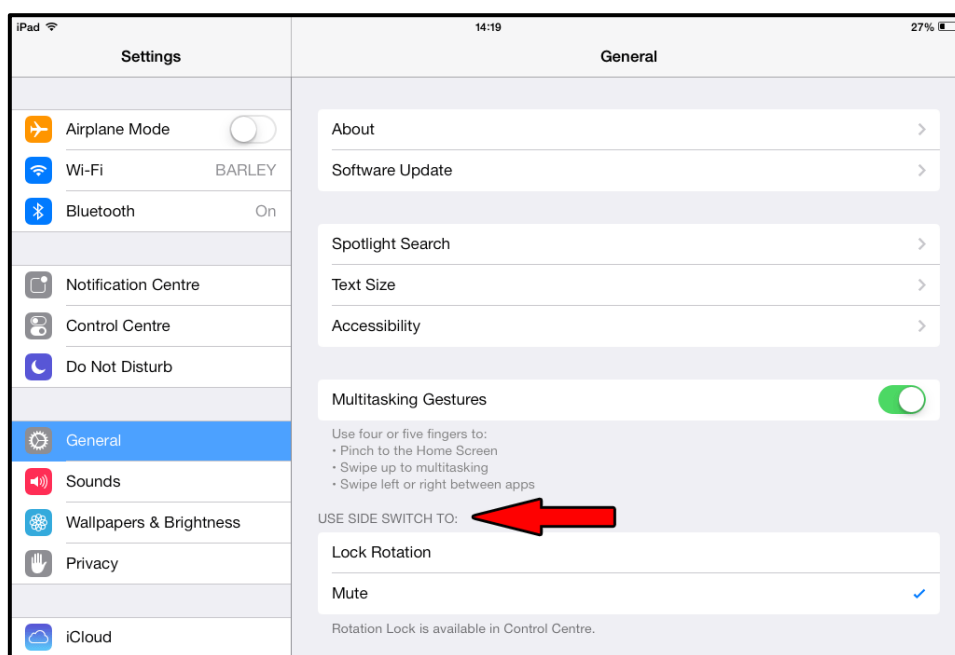 iPad 14:19 27%
Settings
General
Airplane Mode
Wi-Fi BARLEY
Bluetooth On
Notification Centre
Control Centre
Do Not Disturb
General
Sounds
Wallpapers & Brightness
Privacy
iCloud
About
Software Update
Spotlight Search
Text Size
Accessibility
Multitasking Gestures
Use four or five fingers to:
• Pinch to the Home Screen
• Swipe up to multitasking
• Swipe left or right between apps
USE SIDE SWITCH TO:
Lock Rotation
Mute
Rotation Lock is available in Control Centre.